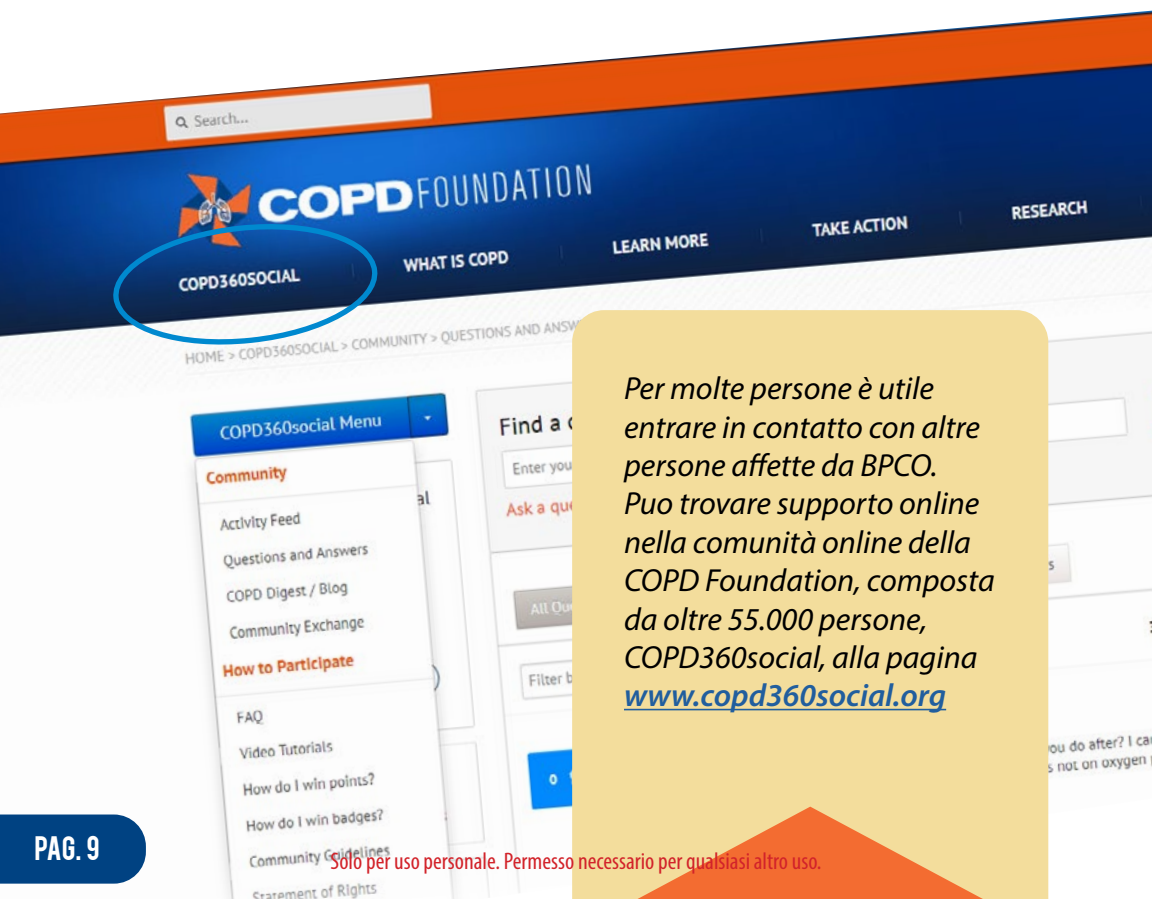 Search...
COPD FOUNDATION
COPD360SOCIAL
WHAT IS COPD
LEARN MORE
TAKE ACTION
RESEARCH
HOME > COPD360SOCIAL > COMMUNITY > QUESTIONS AND
COPD360social Menu
Community
Activity Feed
Questions and Answers
COPD Digest / Blog
Community Exchange
How to Participate
FAQ
Video Tutorials
How do I win points?
How do I win badges?
Community Guidelines
Statement of Rights
al
Find a
Enter you
Ask a
All
Filter
0
Per molte persone è utile
entrare in contatto con altre
persone affette da BPCO.
Puo trovare supporto online
nella comunità online della
COPD Foundation, composta
da oltre 55.000 persone,
COPD360social, alla pagina
www.copd360social.org
s
you do after? I
s not on oxygen
PAG. 9
Solo per uso personale. Permesso necessario per qualsiasi altro uso.